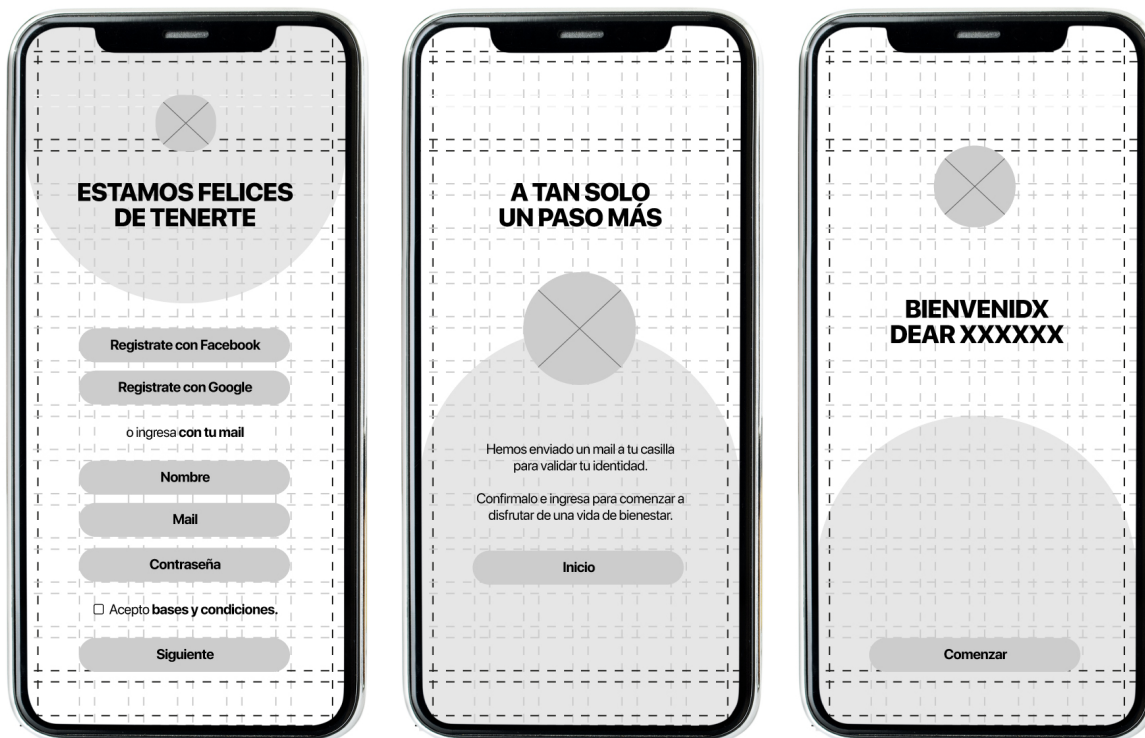 ESTAMOS FELICES
DE TENERTE
Registrate con Facebook
Registrate con Google
o ingresa con tu mail
Nombre
Mail
Contraseña
Acepto bases y condiciones.
Siguiente
A TAN SOLO
UN PASO MÁS
Hemos enviado un mail a tu casilla
para validar tu identidad.
Confirmalo e ingresa para comenzar a
disfrutar de una vida de bienestar.
Inicio
BIENVENIDX
DEAR XXXXXX
Comenzar